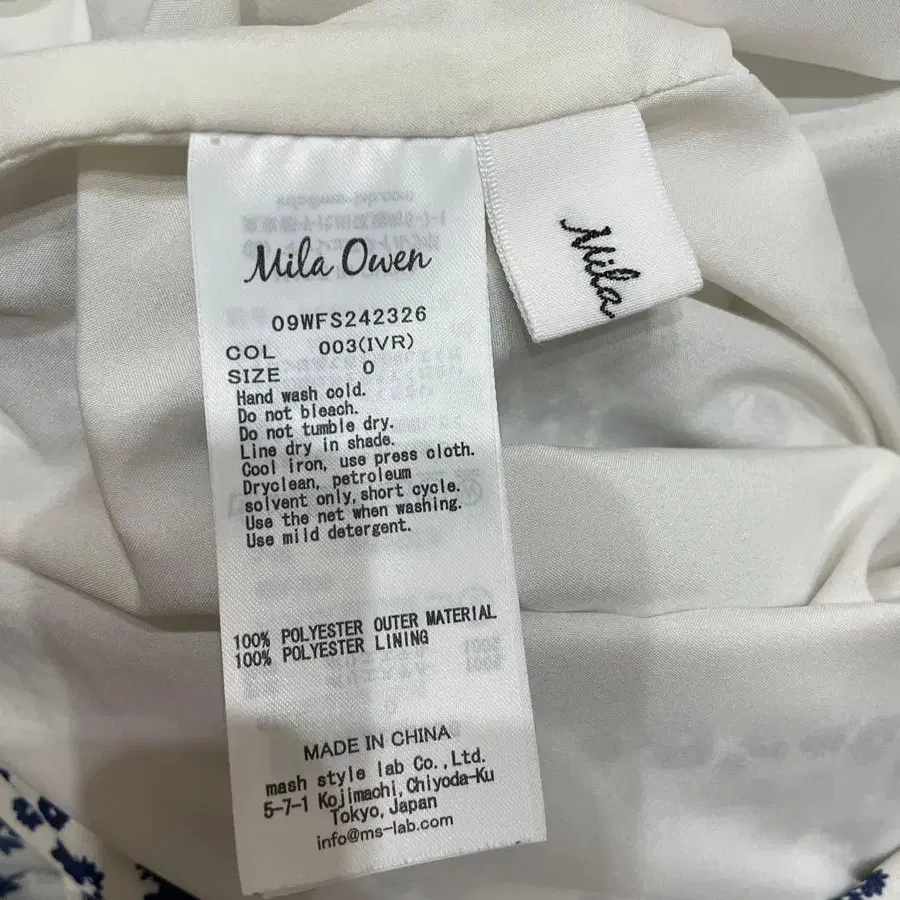 Mila Owen
09WFS242326
COL 003(IVR)
SIZE 0
Hand wash cold.
Do not bleach.
Do not tumble dry.
Line dry in shade.
Cool iron, use press cloth.
Dryclean, petroleum
solvent only,short cycle.
Use the net when washing.
Use mild detergent.
100% POLYESTER OUTER MATERIAL
100% POLYESTER LINING
MADE IN CHINA
mash style lab Co.,Ltd.
5-7-1 Kojimachi,Chiyoda-Ku
Tokyo,Japan
info@ms-lab.com
Mila